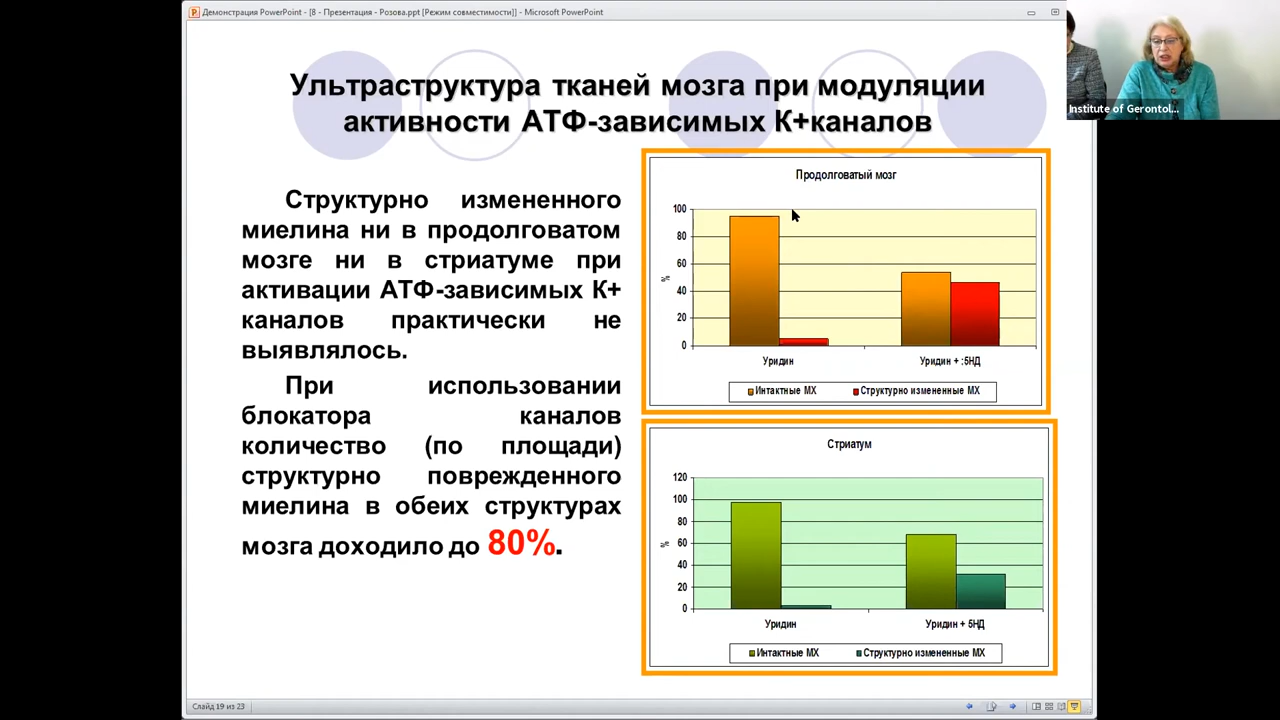 Демонстрация PowerPoint - [8 - Презентация - Розова.ppt [Режим совместимости]] - Microsoft PowerPoint
Institute of Gerontol...
Ультраструктура тканей мозга при модуляции
активности АТФ-зависимых К+каналов
Структурно измененного
миелина ни в продолговатом
мозге ни в стриатуме при
активации АТФ-зависимых К+
каналов практически не
выявлялось.
При использовании
блокатора каналов
количество (по площади)
структурно поврежденного
миелина в обеих структурах
мозга доходило до 80%.
Продолговатый мозг
100
80
60
40
20
0
%
Уридин
Уридин + :5НД
Интактные МХ
Структурно измененные МХ
Стриатум
120
100
80
60
40
20
0
%
Уридин
Уридин + 5НД
Интактные МХ
Структурно измененные МХ
Слайд 19 из 23